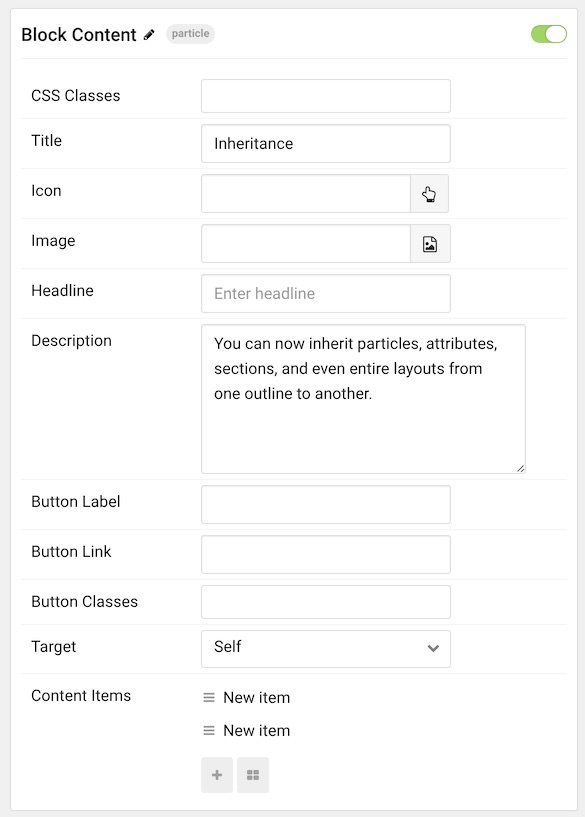 Block Content particle
CSS Classes
Title Inheritance
Icon
Image
Headline Enter headline
Description You can now inherit particles, attributes,
sections, and even entire layouts from
one outline to another.
Button Label
Button Link
Button Classes
Target Self
Content Items New item
New item